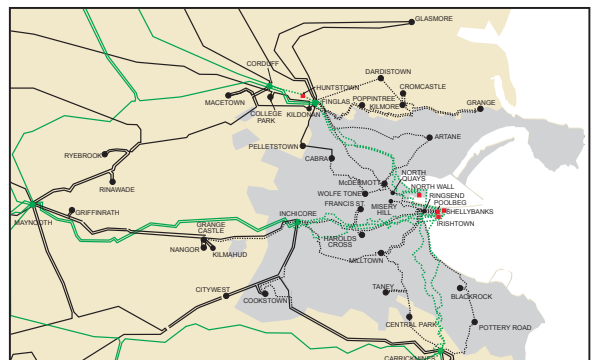 GLASMORE
CORDUFF
DARDISTOWN
HUNTSTOWN
CROMCASTLE
MACETOWN
FINGLAS
POPPINTREE
KILMORE
GRANGE
COLLEGE
PARK
KILDONAN
ARTANE
PELLETSTOWN
CABRA
RYEBROOK
NORTH
QUAYS
McDERMOTT
NORTH WALL
RINAWADE
WOLFE TONE
RINGSEND
FRANCIS ST
MISERY
HILL
POOLBEG
SHELLYBANKS
GRIFFINRATH
INCHICORE
MAYNOOTH
GRANGE
CASTLE
IRISHTOWN
HAROLDS
CROSS
NANGOR
KILMAHUD
MILLTOWN
CITYWEST
TANEY
COOKSTOWN
BLACKROCK
CENTRAL PARK
POTTERY ROAD
CARRICKMINES